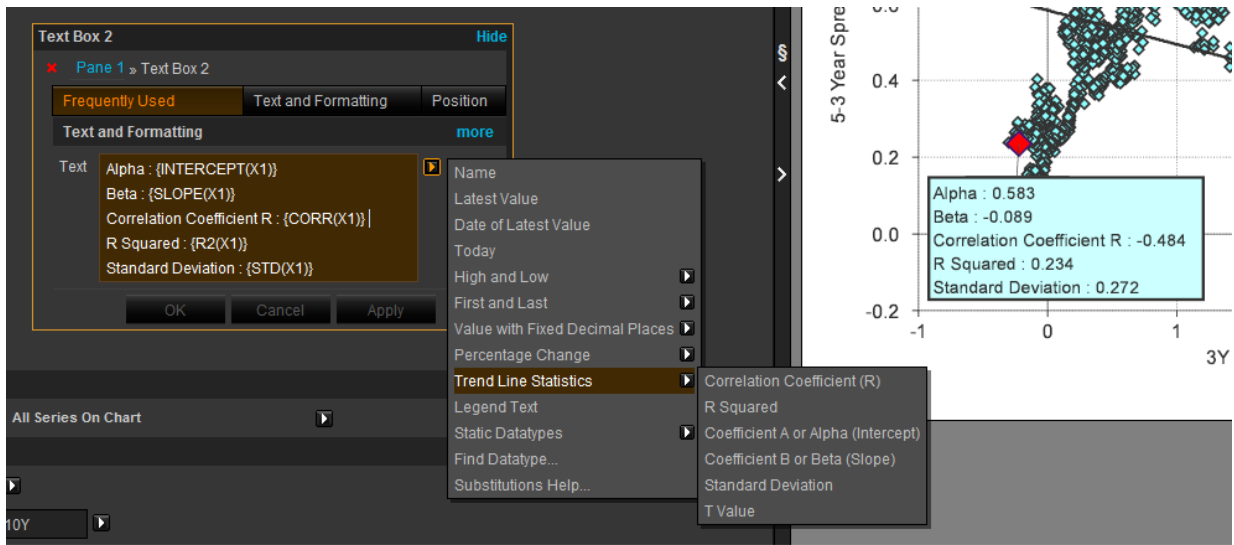 Text Box 2 Hide
Pane 1 » Text Box 2
Frequently Used Text and Formatting Position
Text and Formatting more
Text
Alpha : {INTERCEPT(X1)}
Beta : {SLOPE(X1)}
Correlation Coefficient R : {CORR(X1)}
R Squared : {R2(X1)}
Standard Deviation : {STD(X1)}
OK Cancel Apply
All Series On Chart
10Y
§
Name
Latest Value
Date of Latest Value
Today
High and Low
First and Last
Value with Fixed Decimal Places
Percentage Change
Trend Line Statistics
Legend Text
Static Datatypes
Find Datatype...
Substitutions Help...
Correlation Coefficient (R)
R Squared
Coefficient A or Alpha (Intercept)
Coefficient B or Beta (Slope)
Standard Deviation
T Value
5-3 Year Spre
0.4
0.2
0.0
-0.2
Alpha : 0.583
Beta : -0.089
Correlation Coefficient R : -0.484
R Squared : 0.234
Standard Deviation : 0.272
-1 0 1
3Y